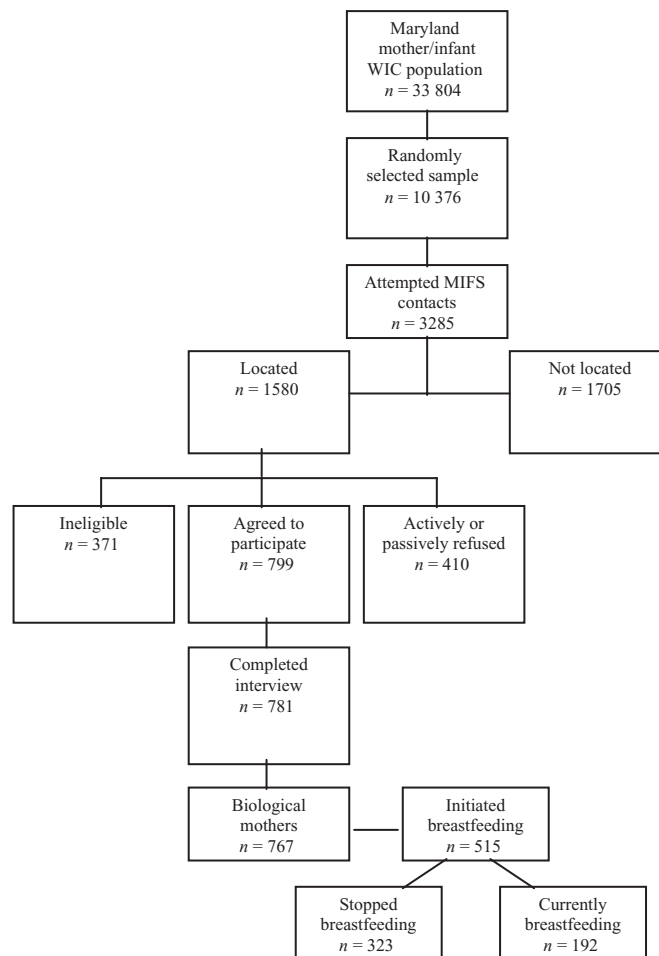 Maryland
mother/infant
WIC population
n = 33 804
Randomly
selected sample
n = 10 376
Attempted MIFS
contacts
n = 3285
Located
n = 1580
Not located
n = 1705
Ineligible
n = 371
Agreed to
participate
n = 799
Actively or
passively refused
n = 410
Completed
interview
n = 781
Biological
mothers
n = 767
Initiated
breastfeeding
n = 515
Stopped
breastfeeding
n = 323
Currently
breastfeeding
n = 192